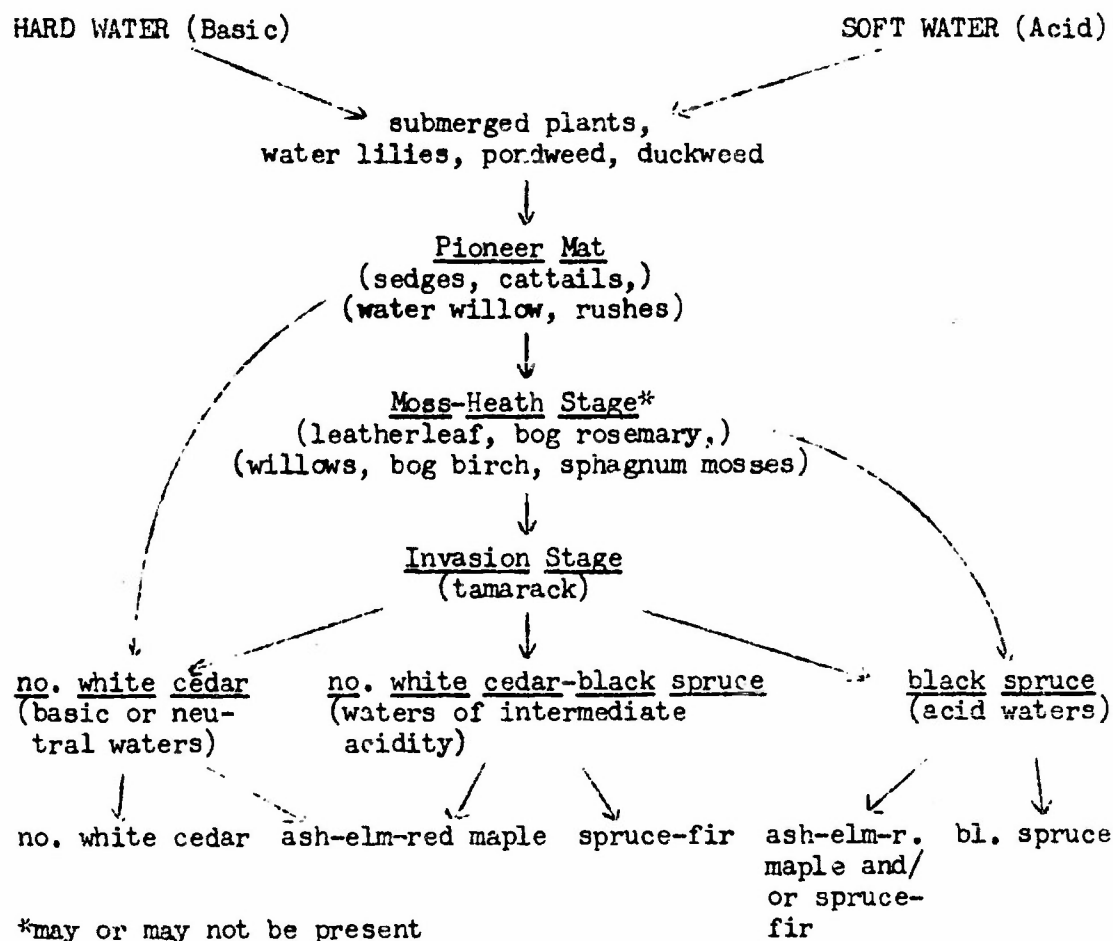 HARD WATER (Basic) SOFT WATER (Acid)
submerged plants,
water lilies, pondweed, duckweed
Pioneer Mat
(sedges, cattails,)
(water willow, rushes)
Moss-Heath Stage*
(leatherleaf, bog rosemary,)
(willows, bog birch, sphagnum mosses)
Invasion Stage
(tamarack)
no. white cedar
(basic or neu-
tral waters)
no. white cedar-black spruce
(waters of intermediate
acidity)
black spruce
(acid waters)
no. white cedar
ash-elm-red maple
spruce-fir
ash-elm-r.
maple and/
or spruce-
fir
bl. spruce
*may or may not be present